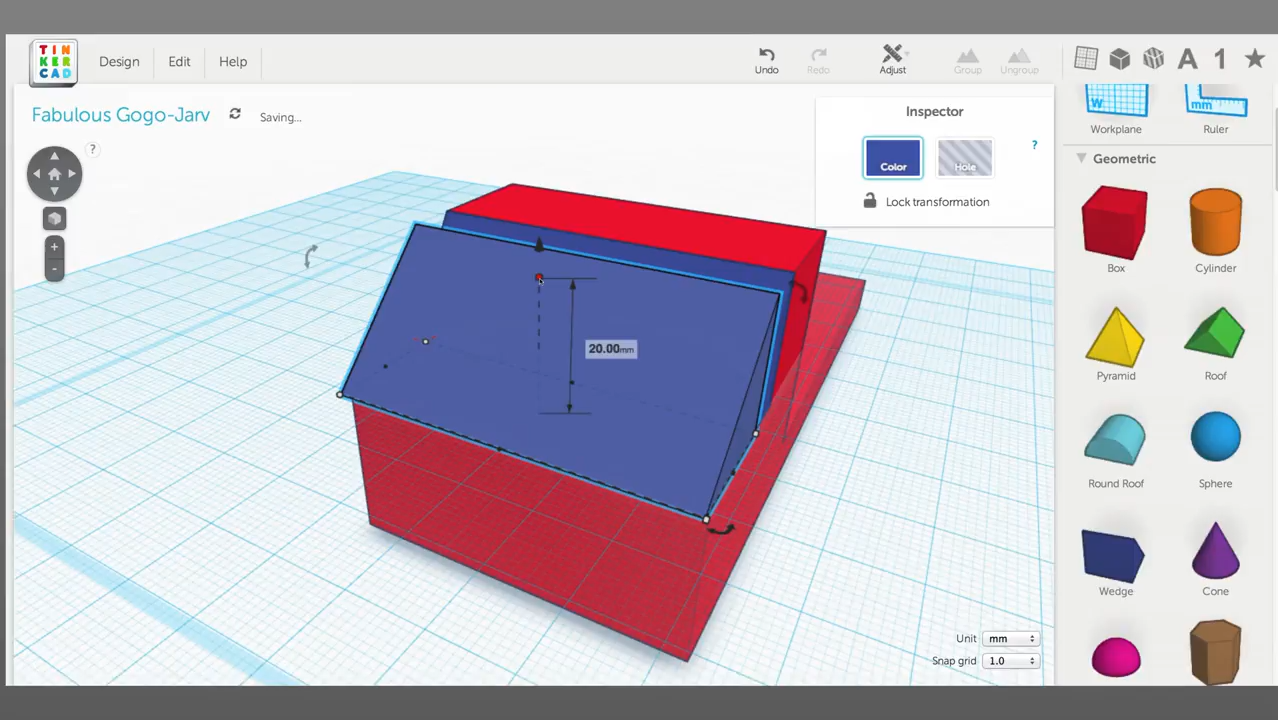 TIN
KER
CAD
Design
Edit
Help
Undo
Redo
Adjust
Group
Ungroup
A
1
Fabulous Gogo-Jarv
Saving...
?
Inspector
Color
Hole
?
Lock transformation
W
mm
Workplane
Ruler
Geometric
Box
Cylinder
Pyramid
Roof
Round Roof
Sphere
Wedge
Cone
+
-
20.00mm
Unit
mm
Snap grid
1.0